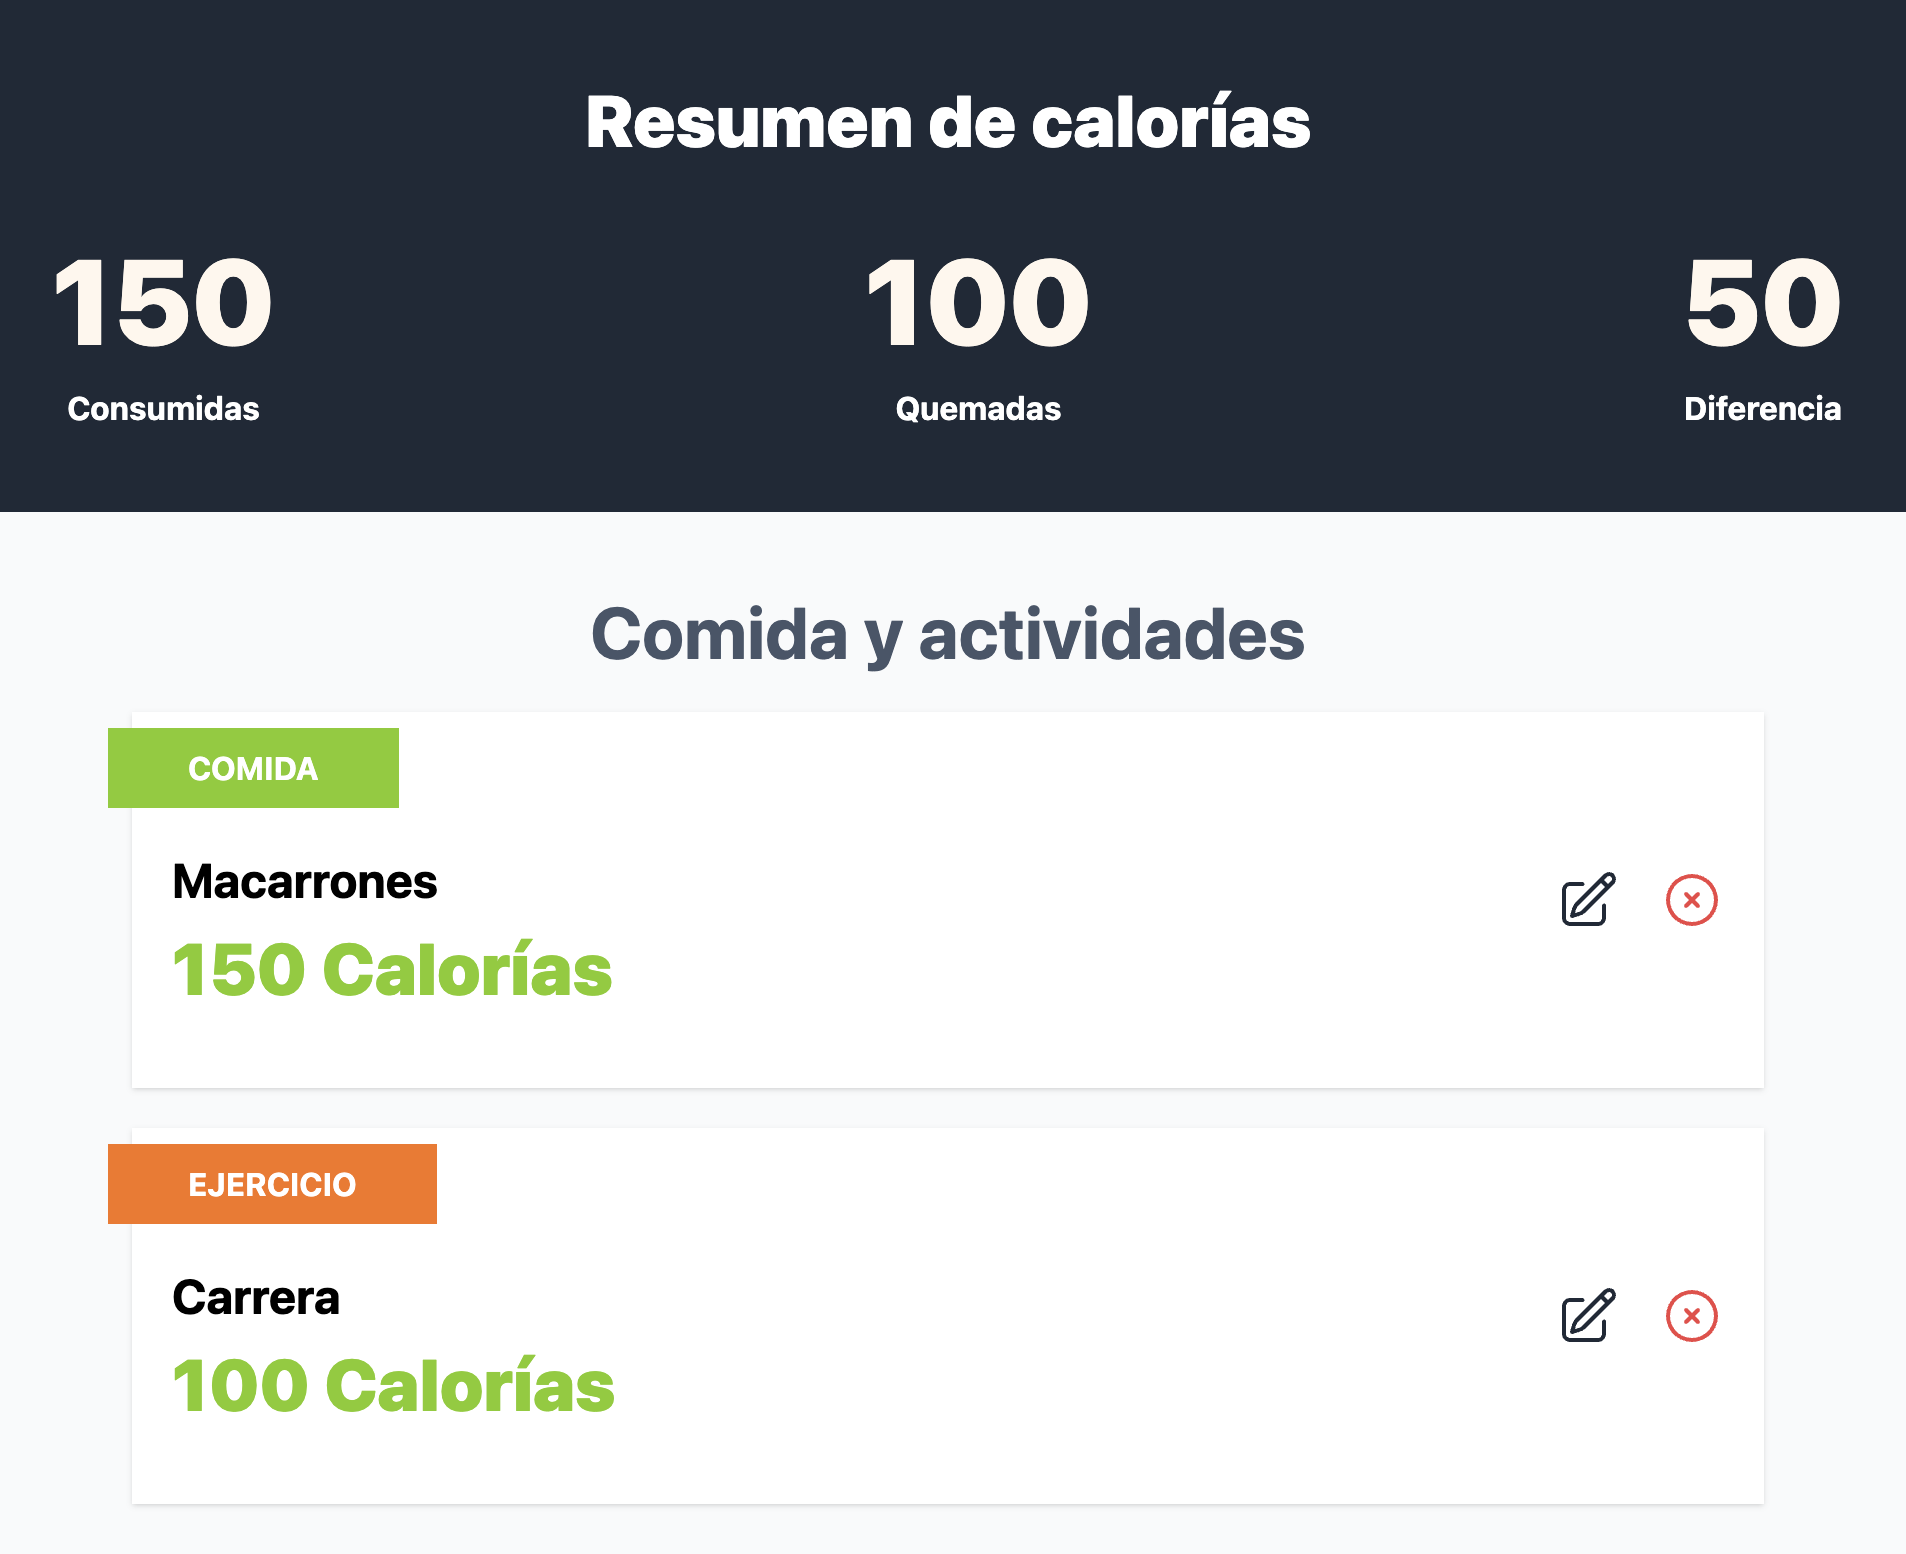 Resumen de calorías
150
100
50
Consumidas
Quemadas
Diferencia
Comida y actividades
COMIDA
Macarrones
150 Calorías
EJERCICIO
Carrera
100 Calorías